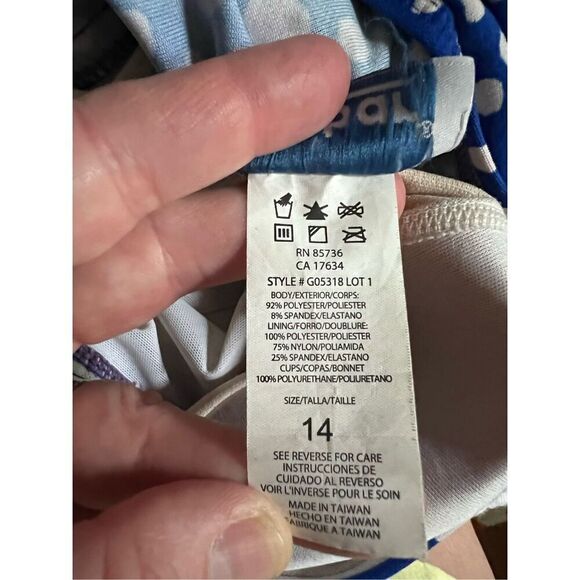 RN 85736
CA 17634
STYLE # G05318 LOT 1
BODY/EXTERIOR/CORPS:
92% POLYESTER/POLIESTER
8% SPANDEX/ELASTANO
LINING/FORRO/DOUBLURE:
100% POLYESTER/POLIESTER
75% NYLON/POLIAMIDA
25% SPANDEX/ELASTANO
CUPS/COPAS/BONNET
100% POLYURETHANE/POLIURETANO
SIZE/TALLA/TAILLE
14
SEE REVERSE FOR CARE
INSTRUCCIONES DE
CUIDADO AL REVERSO
VOIR L'INVERSE POUR LE SOIN
MADE IN TAIWAN
HECHO EN TAIWAN
FABRIQUE A TAIWAN